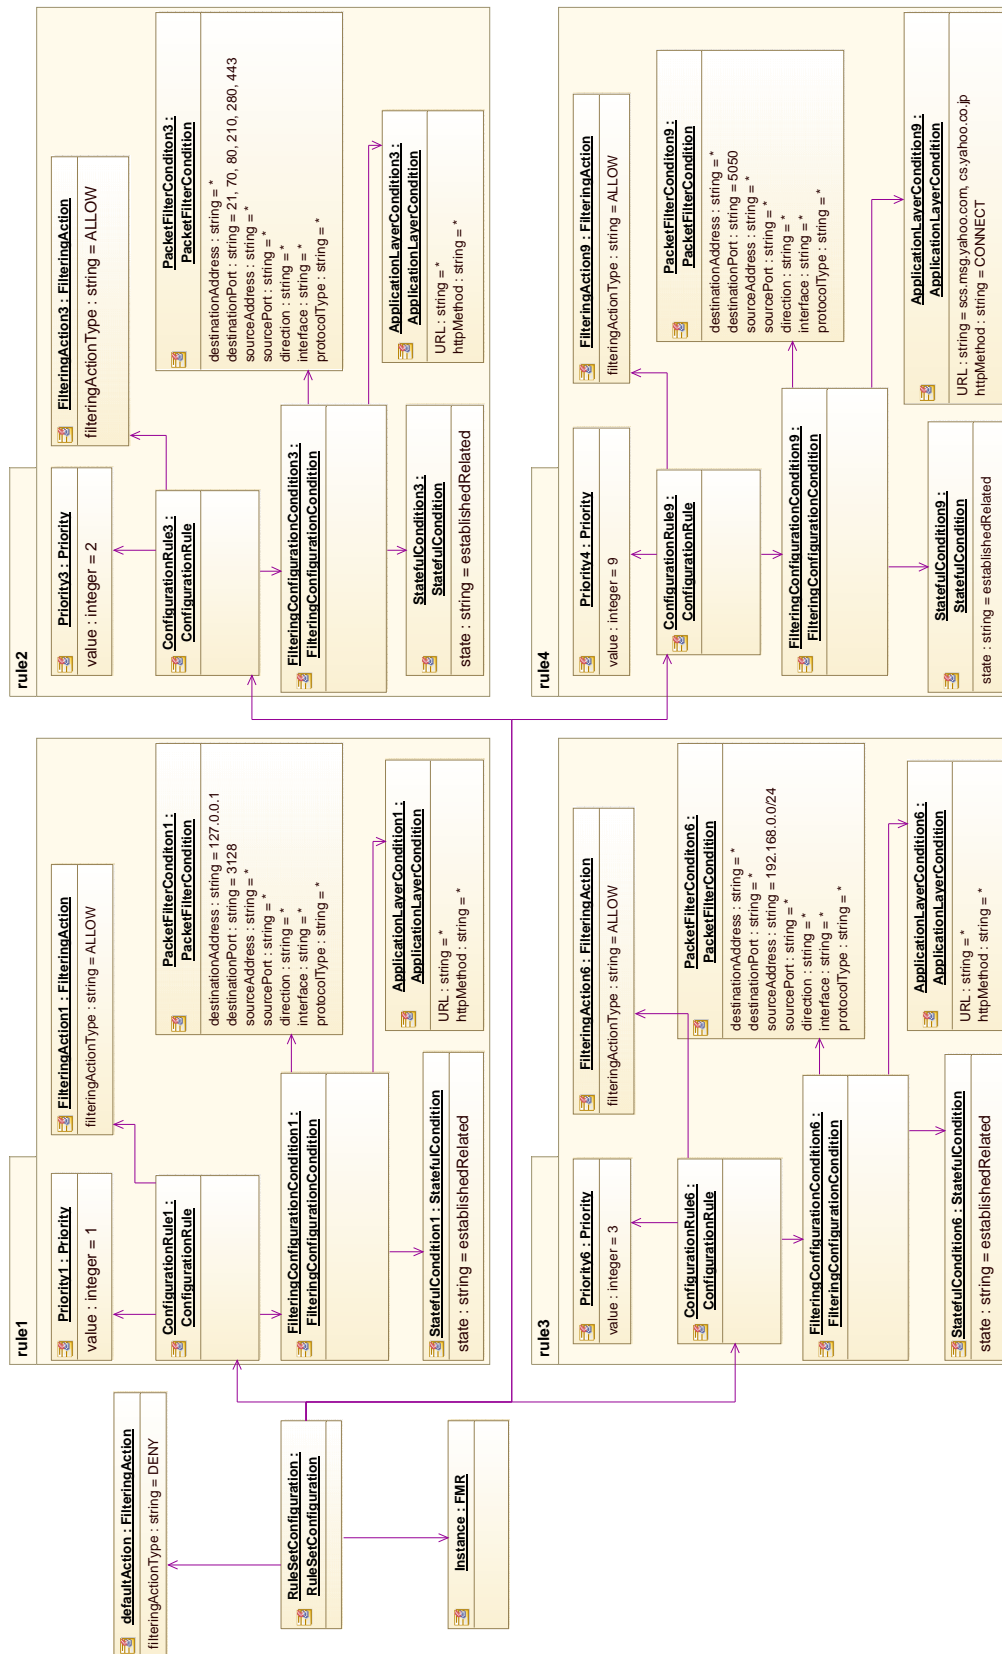 defaultAction : FilteringAction
filteringActionType : string = DENY
RuleSetConfiguration :
RuleSetConfiguration
Instance : FMR
rule1
Priority1 : Priority
value : integer = 1
FilteringAction1 : FilteringAction
filteringActionType : string = ALLOW
ConfigurationRule1 :
ConfigurationRule
PacketFilterConditon1 :
PacketFilterCondition
destinationAddress : string = 127.0.0.1
destinationPort : string = 3128
sourceAddress : string = *
sourcePort : string = *
direction : string = *
interface : string = *
protocolType : string = *
FilteringConfigurationCondition1 :
FilteringConfigurationCondition
ApplicationLayerCondition1 :
ApplicationLayerCondition
URL : string = *
httpMethod : string = *
StatefulCondition1 : StatefulCondition
state : string = establishedRelated
rule2
Priority3 : Priority
value : integer = 2
FilteringAction3 : FilteringAction
filteringActionType : string = ALLOW
ConfigurationRule3 :
ConfigurationRule
PacketFilterConditon3 :
PacketFilterCondition
destinationAddress : string = *
destinationPort : string = 21, 70, 80, 210, 280, 443
sourceAddress : string = *
sourcePort : string = *
direction : string = *
interface : string = *
protocolType : string = *
FilteringConfigurationCondition3 :
FilteringConfigurationCondition
ApplicationLayerCondition3 :
ApplicationLayerCondition
URL : string = *
httpMethod : string = *
StatefulCondition3 :
StatefulCondition
state : string = establishedRelated
rule3
Priority6 : Priority
value : integer = 3
FilteringAction6 : FilteringAction
filteringActionType : string = ALLOW
ConfigurationRule6 :
ConfigurationRule
PacketFilterConditon6 :
PacketFilterCondition
destinationAddress : string = *
destinationPort : string = *
sourceAddress : string = 192.168.0.0/24
sourcePort : string = *
direction : string = *
interface : string = *
protocolType : string = *
FilteringConfigurationCondition6 :
FilteringConfigurationCondition
ApplicationLayerCondition6 :
ApplicationLayerCondition
URL : string = *
httpMethod : string = *
StatefulCondition6 : StatefulCondition
state : string = establishedRelated
rule4
Priority4 : Priority
value : integer = 9
FilteringAction9 : FilteringAction
filteringActionType : string = ALLOW
ConfigurationRule9 :
ConfigurationRule
PacketFilterConditon9 :
PacketFilterCondition
destinationAddress : string = *
destinationPort : string = 5050
sourceAddress : string = *
sourcePort : string = *
direction : string = *
interface : string = *
protocolType : string = *
FilteringConfigurationCondition9 :
FilteringConfigurationCondition
ApplicationLayerCondition9 :
ApplicationLayerCondition
URL : string = scs.msg.yahoo.com, cs.yahoo.co.jp
httpMethod : string = CONNECT
StatefulCondition9 :
StatefulCondition
state : string = establishedRelated